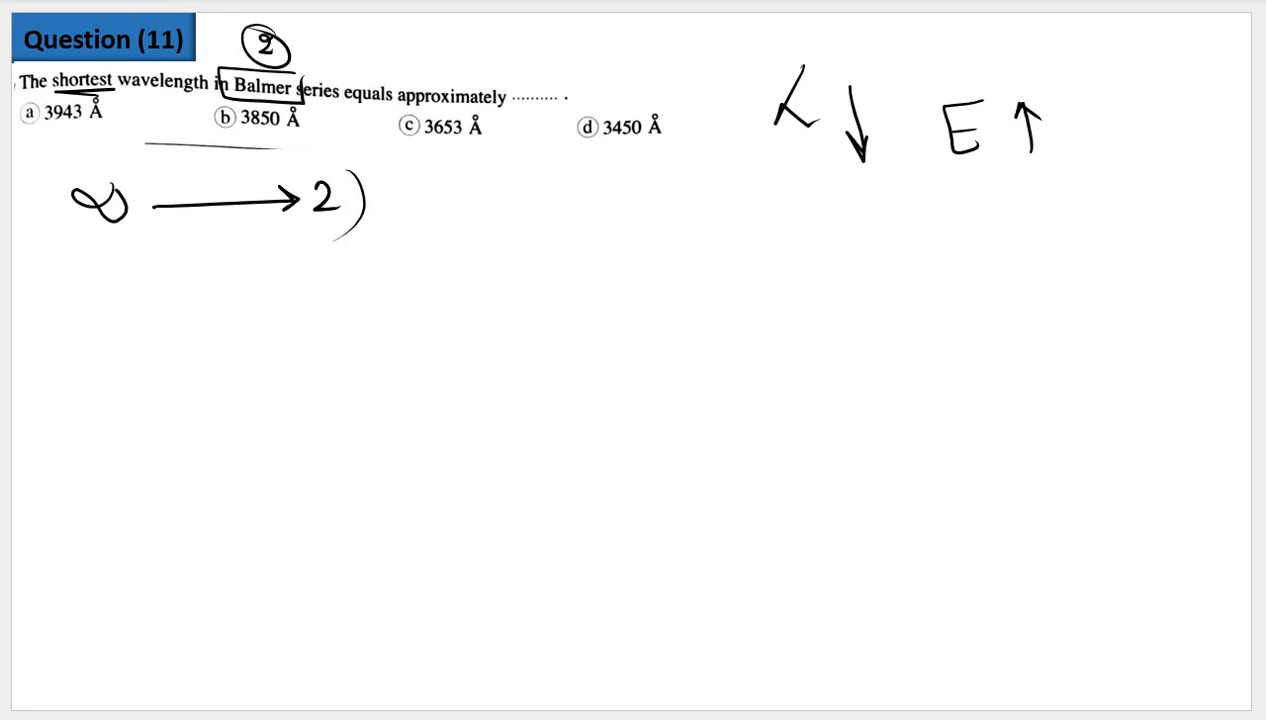 Question (11)
2
The shortest wavelength in Balmer series equals approximately .......... .
a 3943 Å
b 3850 Å
c 3653 Å
d 3450 Å
λ ↓ E ↑
∞ → 2)